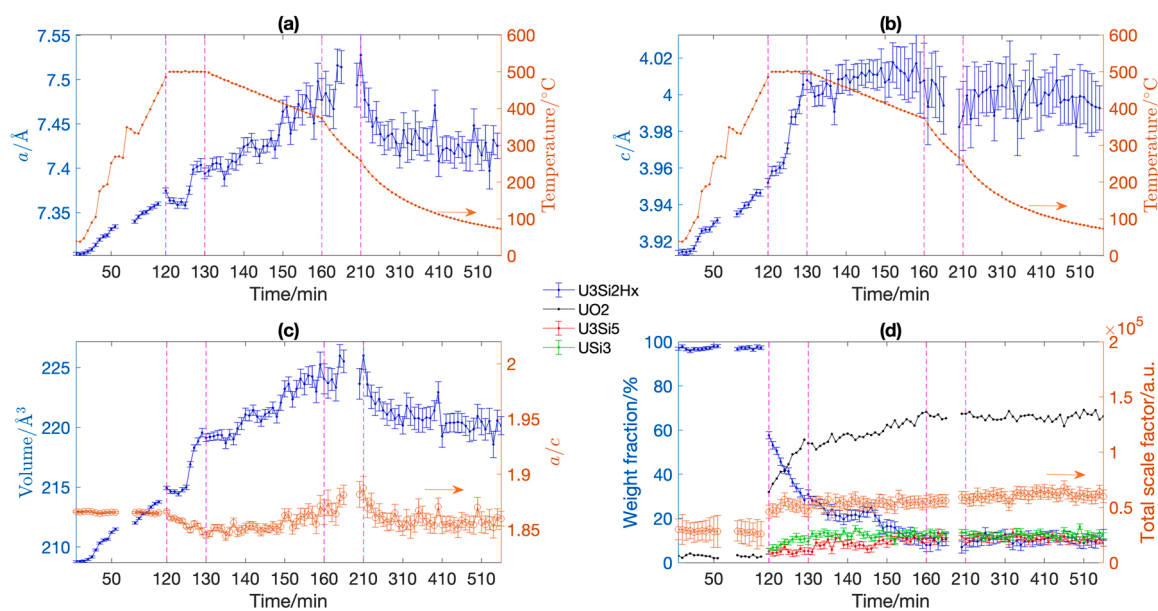 (a)
7.55
7.5
7.45
7.4
7.35
a/Å
600
500
400
300
200
100
0
Temperature/°C
50 120 130 140 150 160 210 310 410 510
Time/min
(b)
4.02
4
3.98
3.96
3.94
3.92
c/Å
600
500
400
300
200
100
0
Temperature/°C
50 120 130 140 150 160 210 310 410 510
Time/min
U3Si2Hx
UO2
U3Si5
USi3
(c)
225
220
215
210
Volume/Å³
2
1.95
1.9
1.85
a/c
50 120 130 140 150 160 210 310 410 510
Time/min
(d)
100
80
60
40
20
0
Weight fraction/%
×10⁵
2
1.5
1
0.5
0
Total scale factor/a.u.
50 120 130 140 150 160 210 310 410 510
Time/min